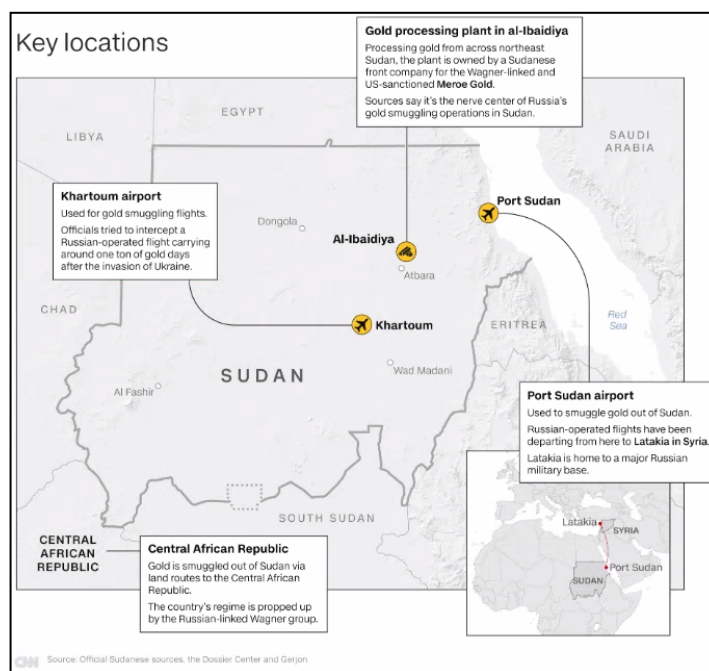 Key locations
Gold processing plant in al-Ibaidiya
Processing gold from across northeast
Sudan, the plant is owned by a Sudanese
front company for the Wagner-linked and
US-sanctioned Meroe Gold.
Sources say it's the nerve center of Russia's
gold smuggling operations in Sudan.
EGYPT
LIBYA
SAUDI
ARABIA
Khartoum airport
Used for gold smuggling flights.
Officials tried to intercept a
Russian-operated flight carrying
around one ton of gold days
after the invasion of Ukraine.
Port Sudan
Dongola
Al-Ibaidiya
Atbara
CHAD
Red
Sea
ERITREA
Khartoum
SUDAN
Wad Madani
Al Fashir
Port Sudan airport
Used to smuggle gold out of Sudan.
Russian-operated flights have been
departing from here to Latakia in Syria.
Latakia is home to a major Russian
military base.
SOUTH SUDAN
CENTRAL
AFRICAN
REPUBLIC
Central African Republic
Gold is smuggled out of Sudan via
land routes to the Central African
Republic.
The country's regime is propped up
by the Russian-linked Wagner group.
Latakia
SYRIA
Port Sudan
SUDAN
CNN Source: Official Sudanese sources, the Dossier Center and Gerjon